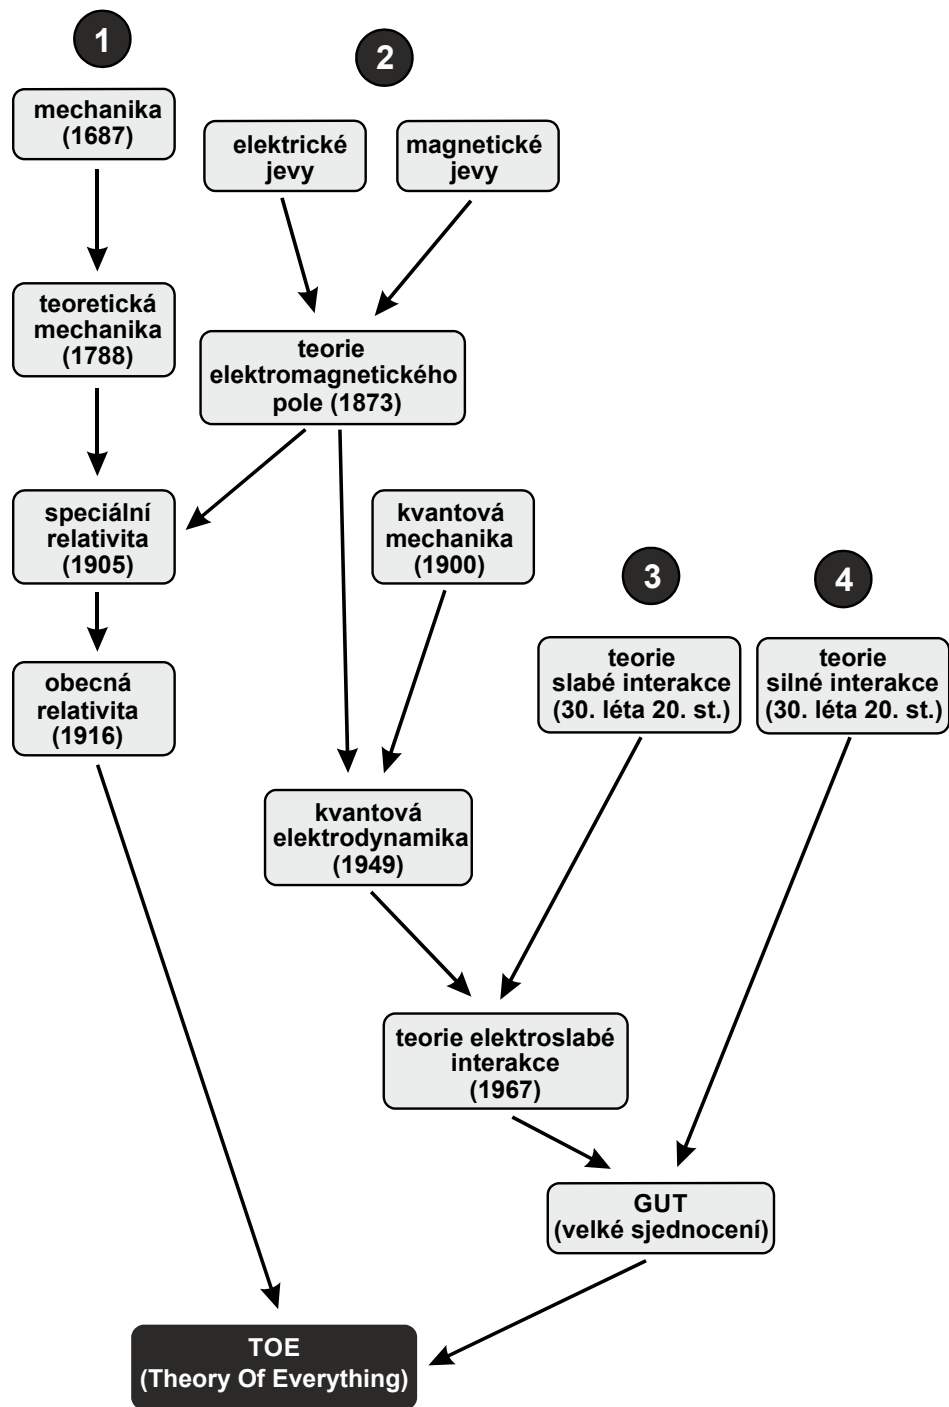 1
2
mechanika
(1687)
elektrické
jevy
magnetické
jevy
teoretická
mechanika
(1788)
teorie
elektromagnetického
pole (1873)
speciální
relativita
(1905)
kvantová
mechanika
(1900)
3
4
obecná
relativita
(1916)
teorie
slabé interakce
(30. léta 20. st.)
teorie
silné interakce
(30. léta 20. st.)
kvantová
elektrodynamika
(1949)
teorie elektroslabé
interakce
(1967)
GUT
(velké sjednocení)
TOE
(Theory Of Everything)